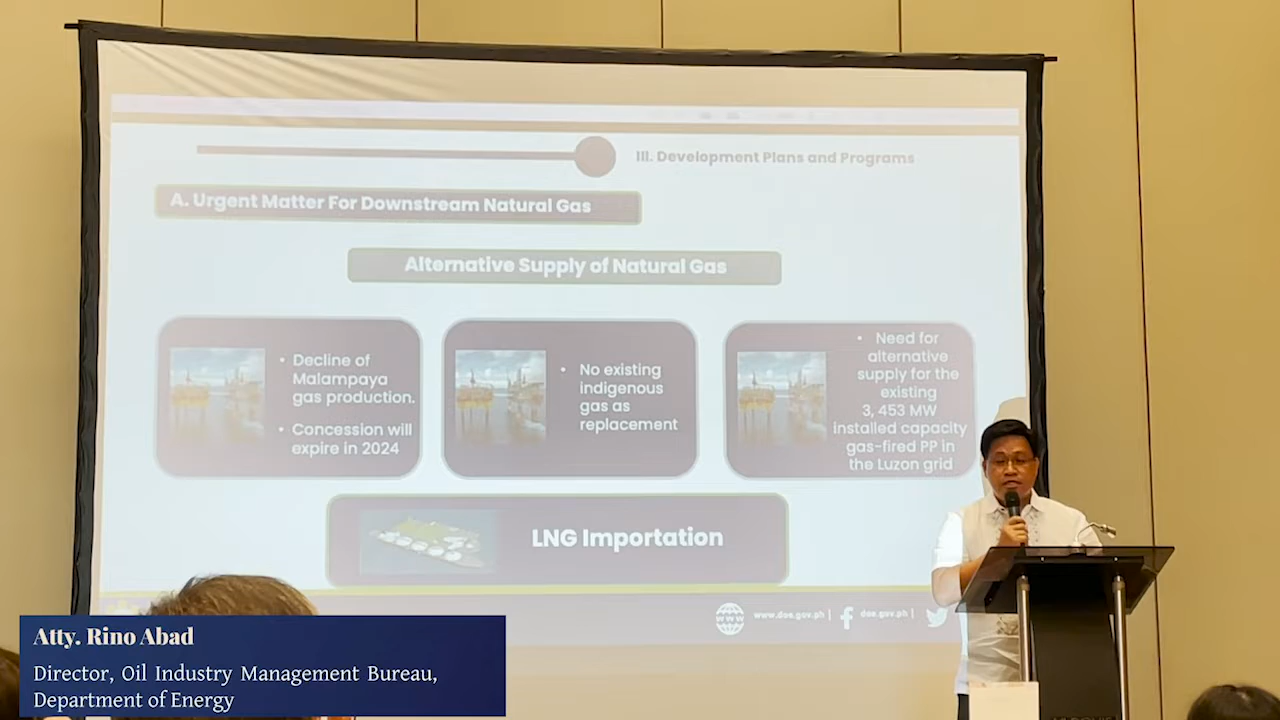 III. Development Plans and Programs
A. Urgent Matter For Downstream Natural Gas
Alternative Supply of Natural Gas
• Decline of
Malampaya
gas production.
• Concession will
expire in 2024
• No existing
indigenous
gas as
replacement
• Need for
alternative
supply for the
existing
3, 453 MW
installed capacity
gas-fired PP in
the Luzon grid
LNG Importation
www.doe.gov.ph |
doe.gov.ph |
Atty. Rino Abad
Director, Oil Industry Management Bureau,
Department of Energy